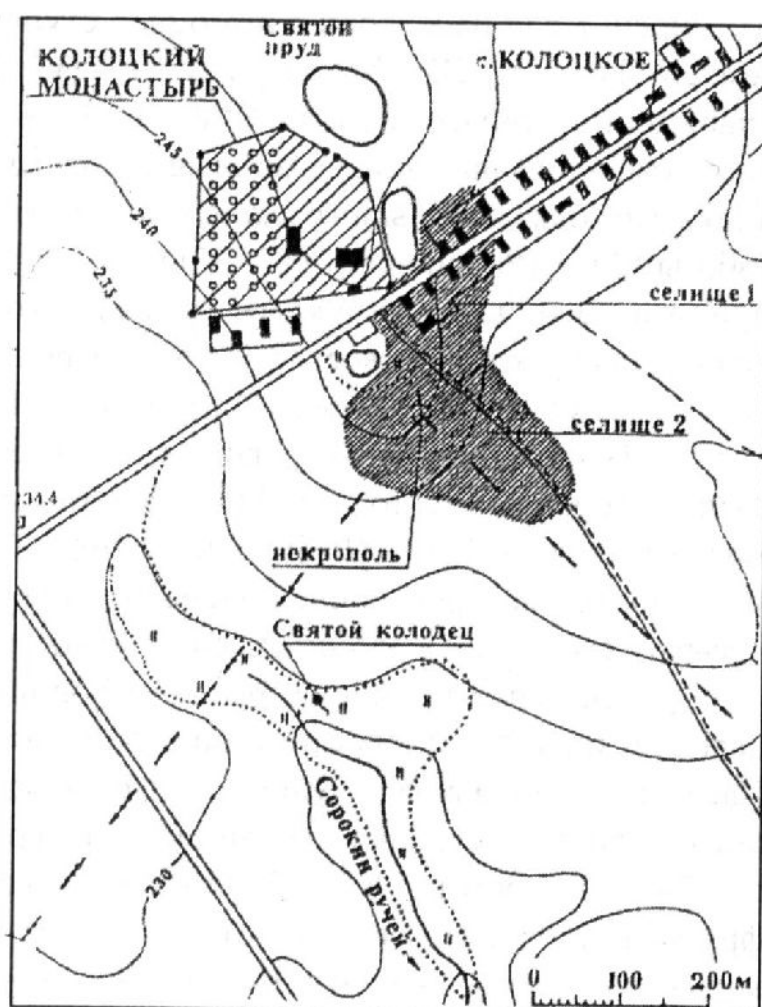 Святой
пруд
КОЛОЦКИЙ
МОНАСТЫРЬ
с. КОЛОЦКОЕ
245
240
235
селище 1
селище 2
234.4
некрополь
Святой колодец
Сорокин ручей
230
0 100 200м